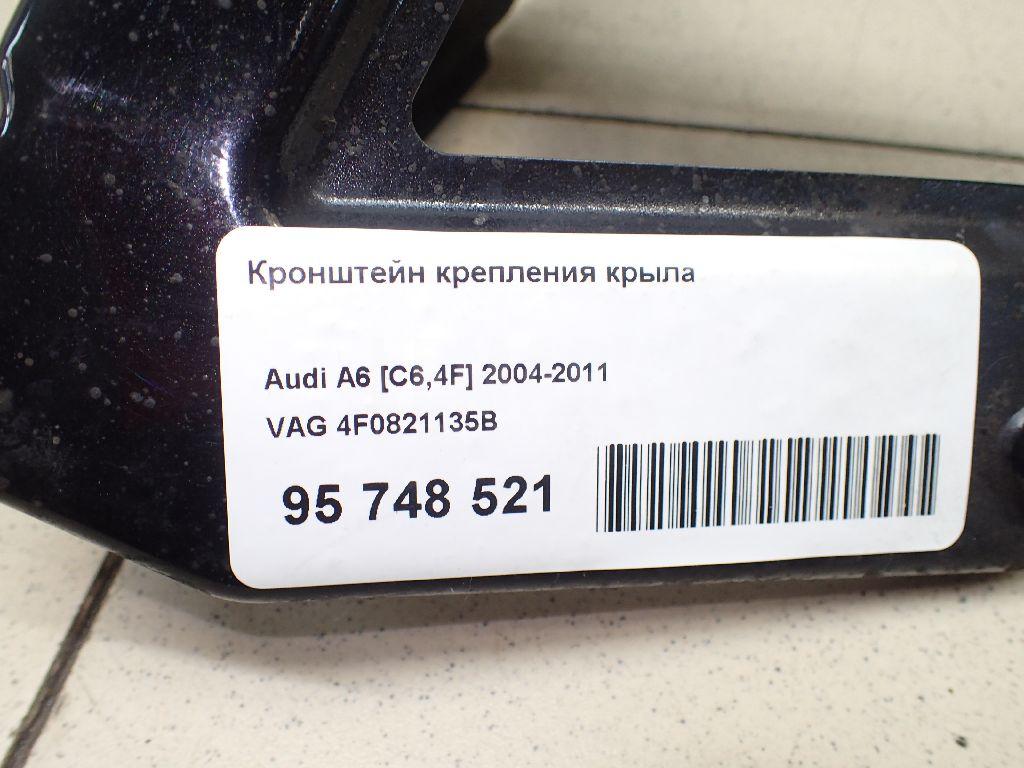 Кронштейн крепления крыла
Audi A6 [C6,4F] 2004-2011
VAG 4F0821135B
95 748 521